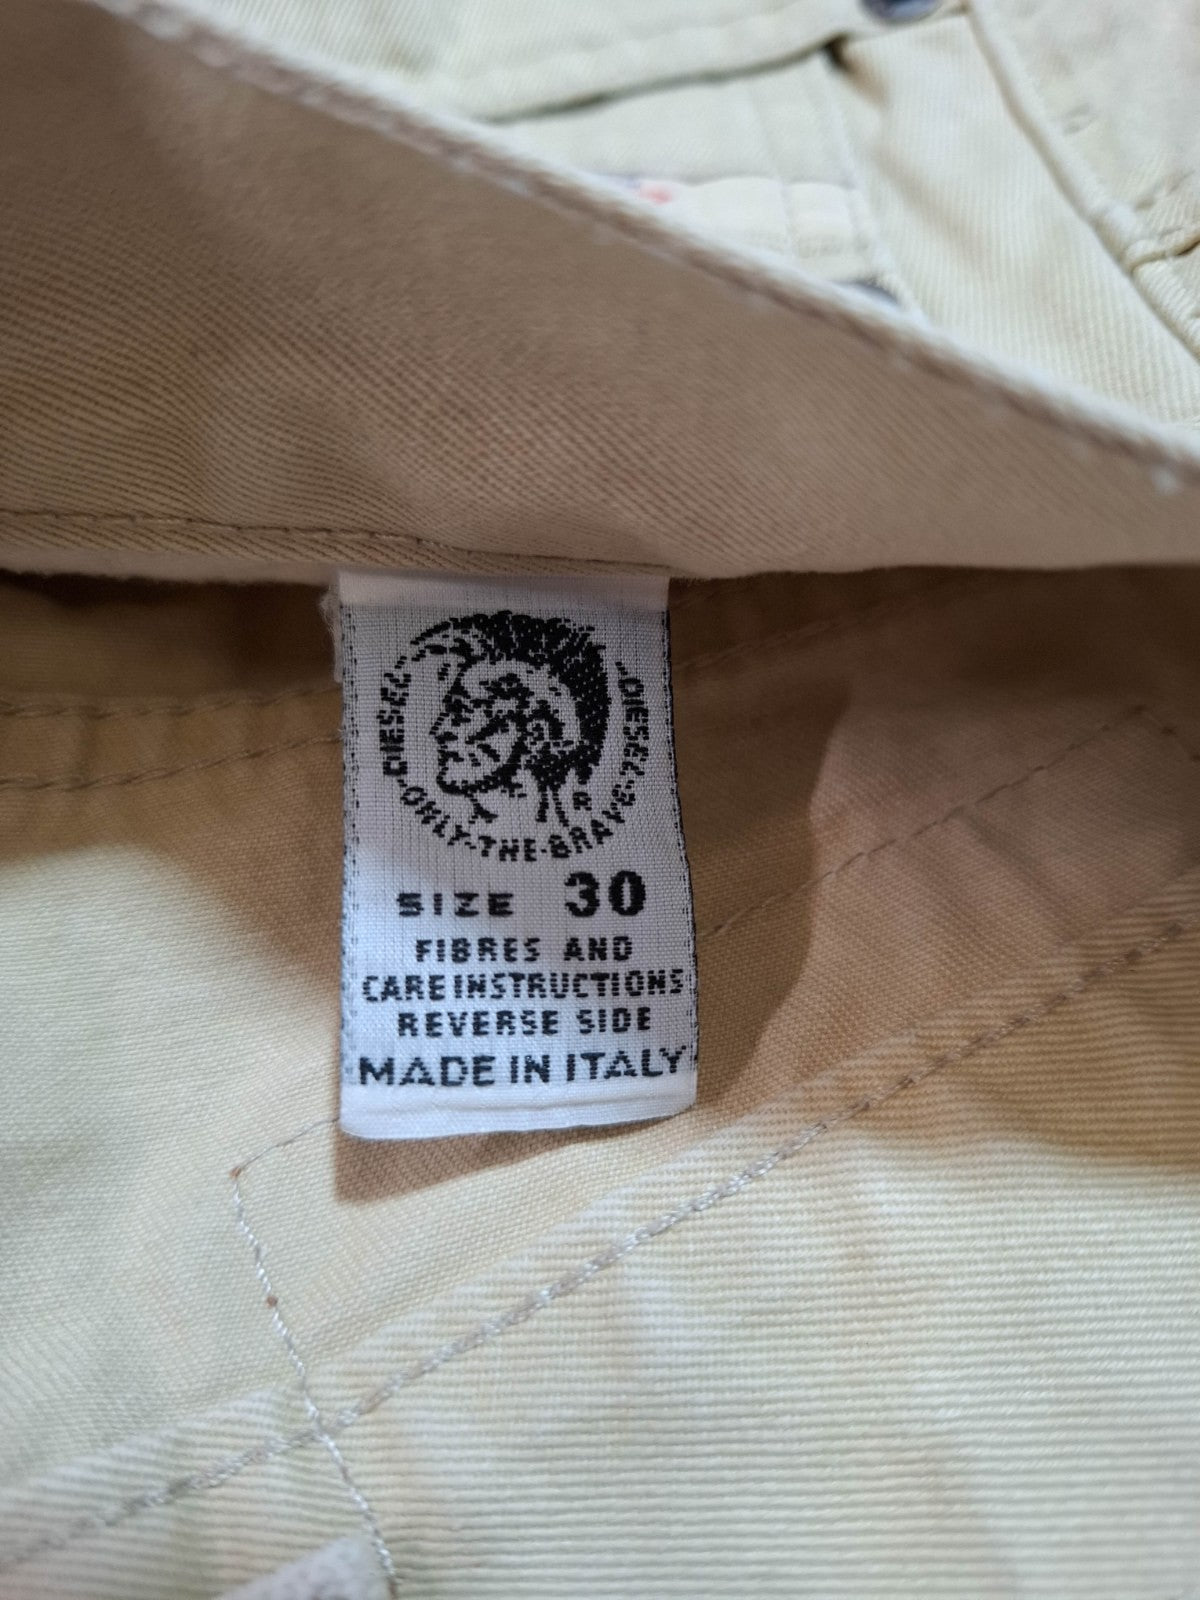 DIESEL
ONLY-THE-BRAVE
DIESEL
R
SIZE 30
FIBRES AND
CARE INSTRUCTIONS
REVERSE SIDE
MADE IN ITALY